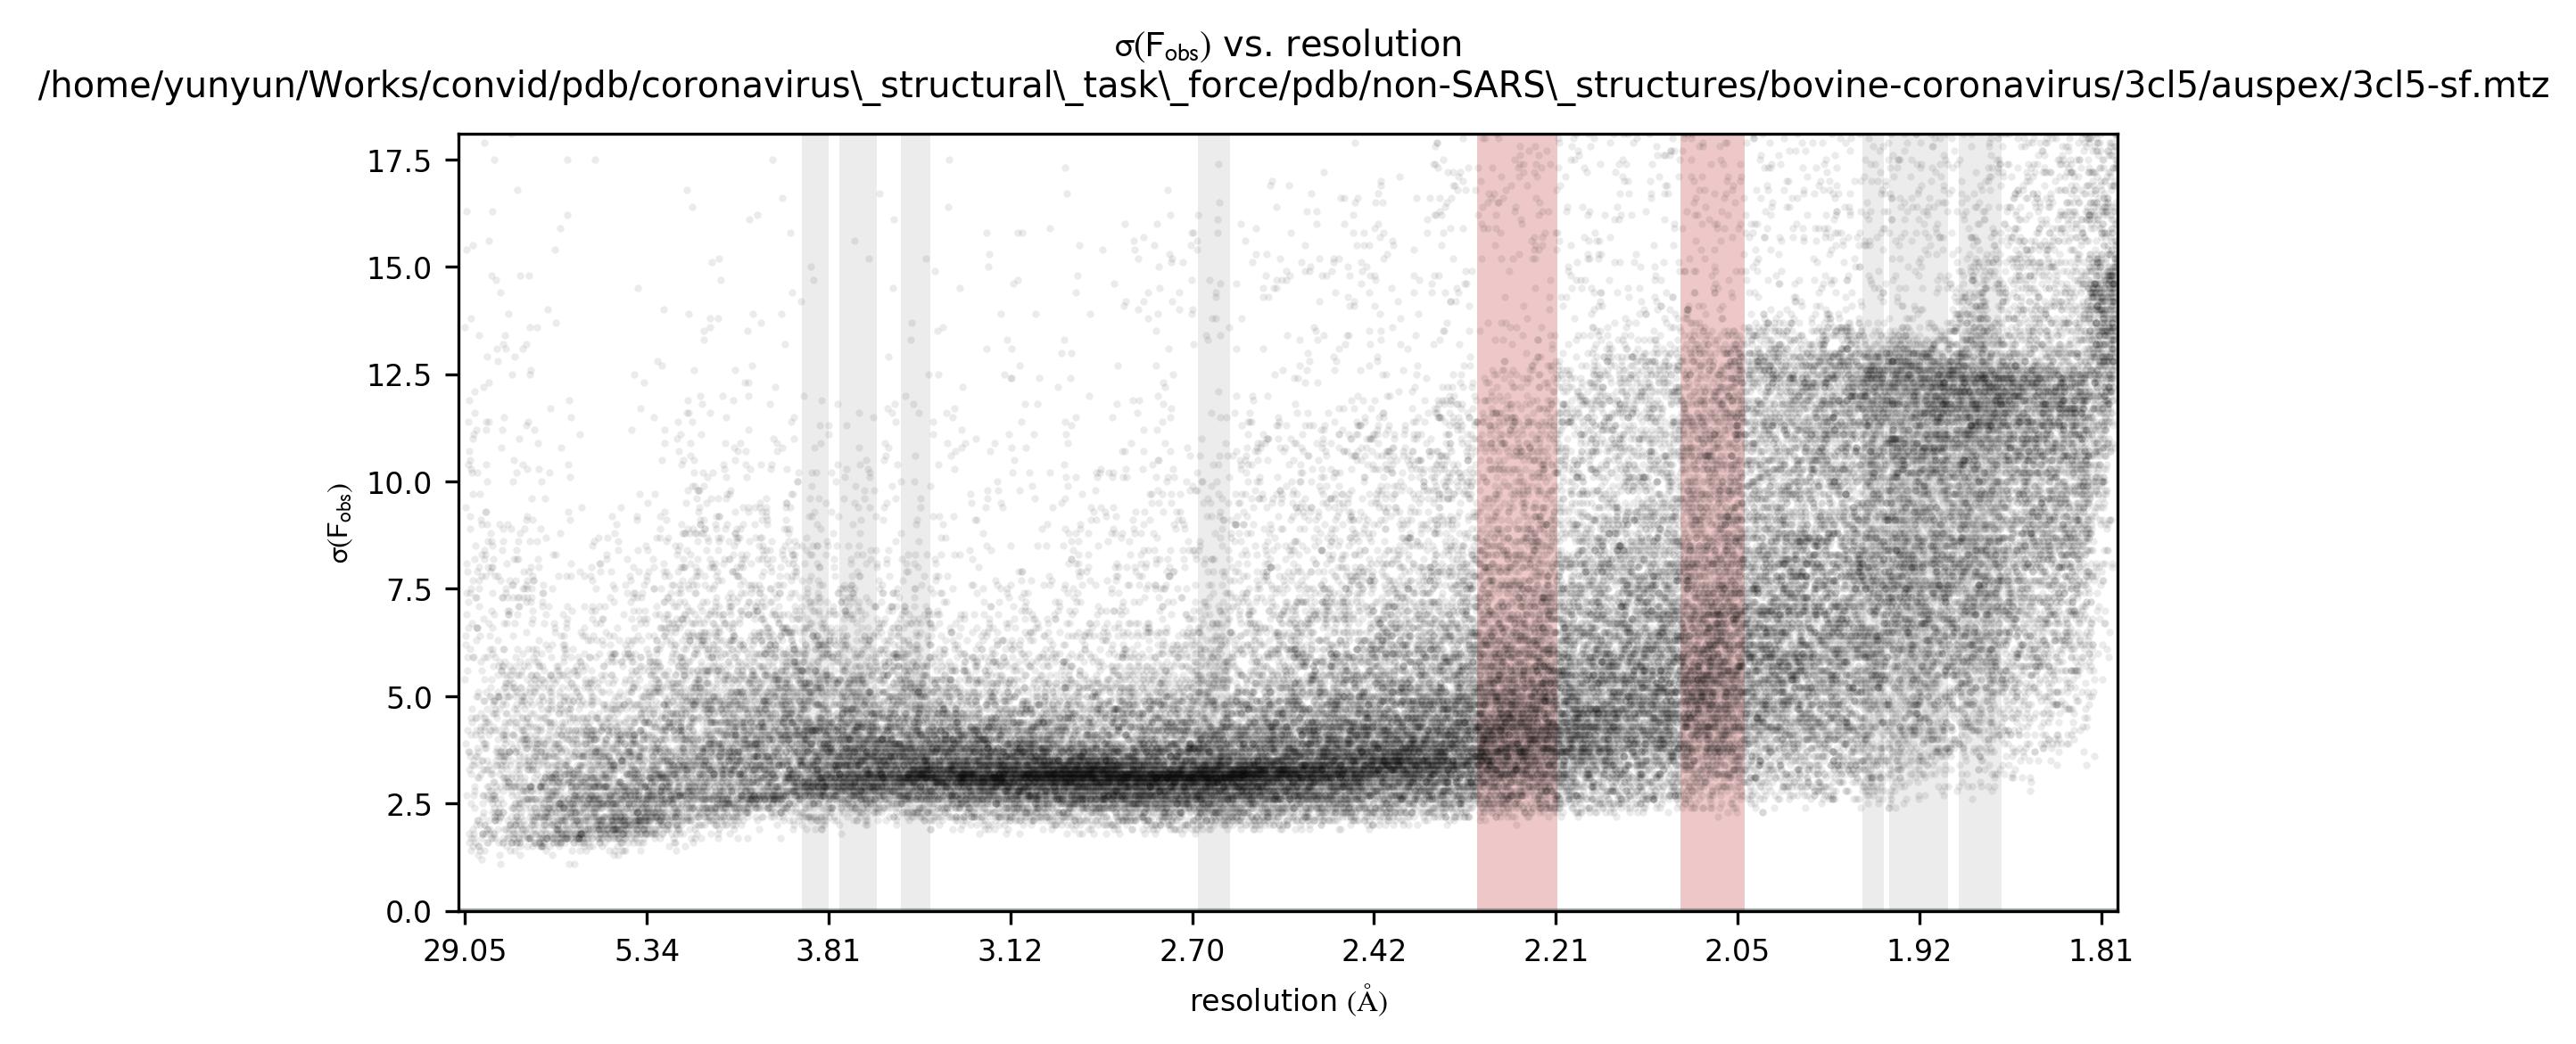 σ(Fobs) vs. resolution
/home/yunyun/Works/convid/pdb/coronavirus\_structural\_task\_force/pdb/non-SARS\_structures/bovine-coronavirus/3cl5/auspex/3cl5-sf.mtz
17.5
15.0
12.5
10.0
7.5
5.0
2.5
0.0
σ(Fobs)
29.05 5.34 3.81 3.12 2.70 2.42 2.21 2.05 1.92 1.81
resolution (Å)